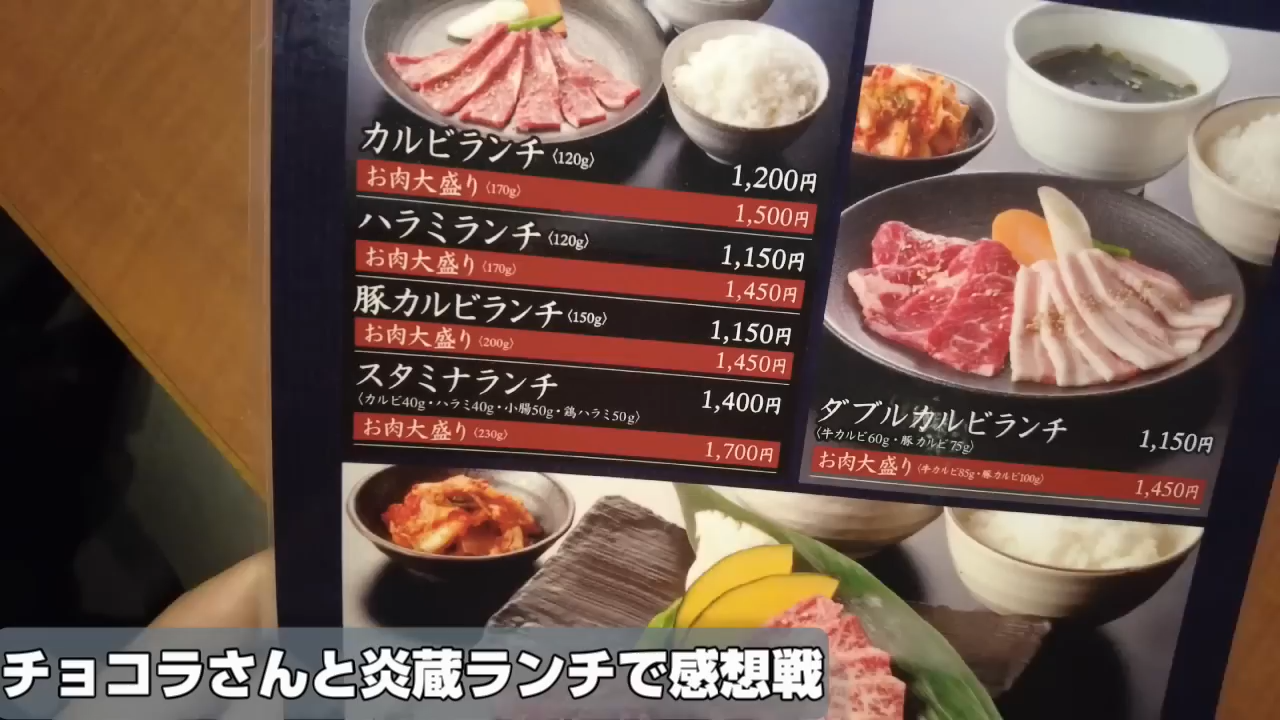 カルビランチ〈120g〉 1,200円
お肉大盛り〈170g〉 1,500円
ハラミランチ〈120g〉 1,150円
お肉大盛り〈170g〉 1,450円
豚カルビランチ〈150g〉 1,150円
お肉大盛り〈200g〉 1,450円
スタミナランチ 1,400円
〈カルビ40g・ハラミ40g・小腸50g・鶏ハラミ50g〉
お肉大盛り〈230g〉 1,700円
ダブルカルビランチ 1,150円
〈牛カルビ60g・豚カルビ75g〉
お肉大盛り〈牛カルビ85g・豚カルビ100g〉 1,450円
チョコラさんと炎蔵ランチで感想戦